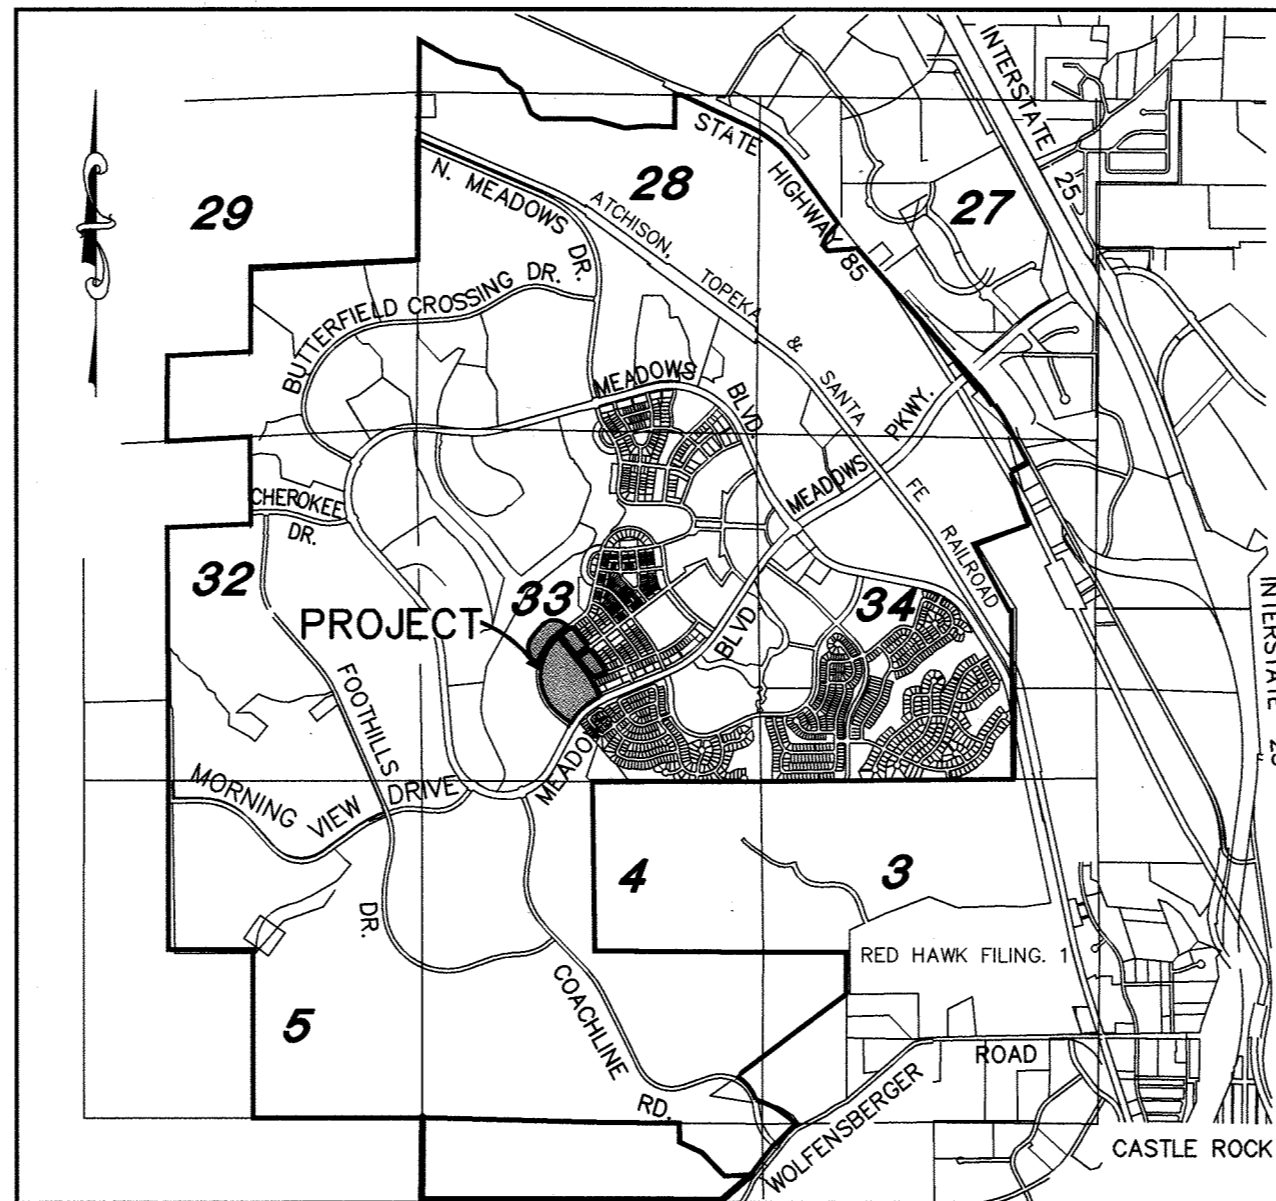 INTERSTATE 25
STATE HIGHWAY 85
29
28
27
N. MEADOWS DR.
ATCHISON, TOPEKA & SANTA FE RAILROAD
BUTTERFIELD CROSSING DR.
MEADOWS BLVD.
MEADOWS PKWY.
CHEROKEE DR.
32
33
34
PROJECT
BLVD.
INTERSTATE
FOOTHILLS DR.
MORNING VIEW DRIVE
4
3
RED HAWK FILING. 1
5
COACHLINE RD.
WOLFENSBERGER ROAD
CASTLE ROCK